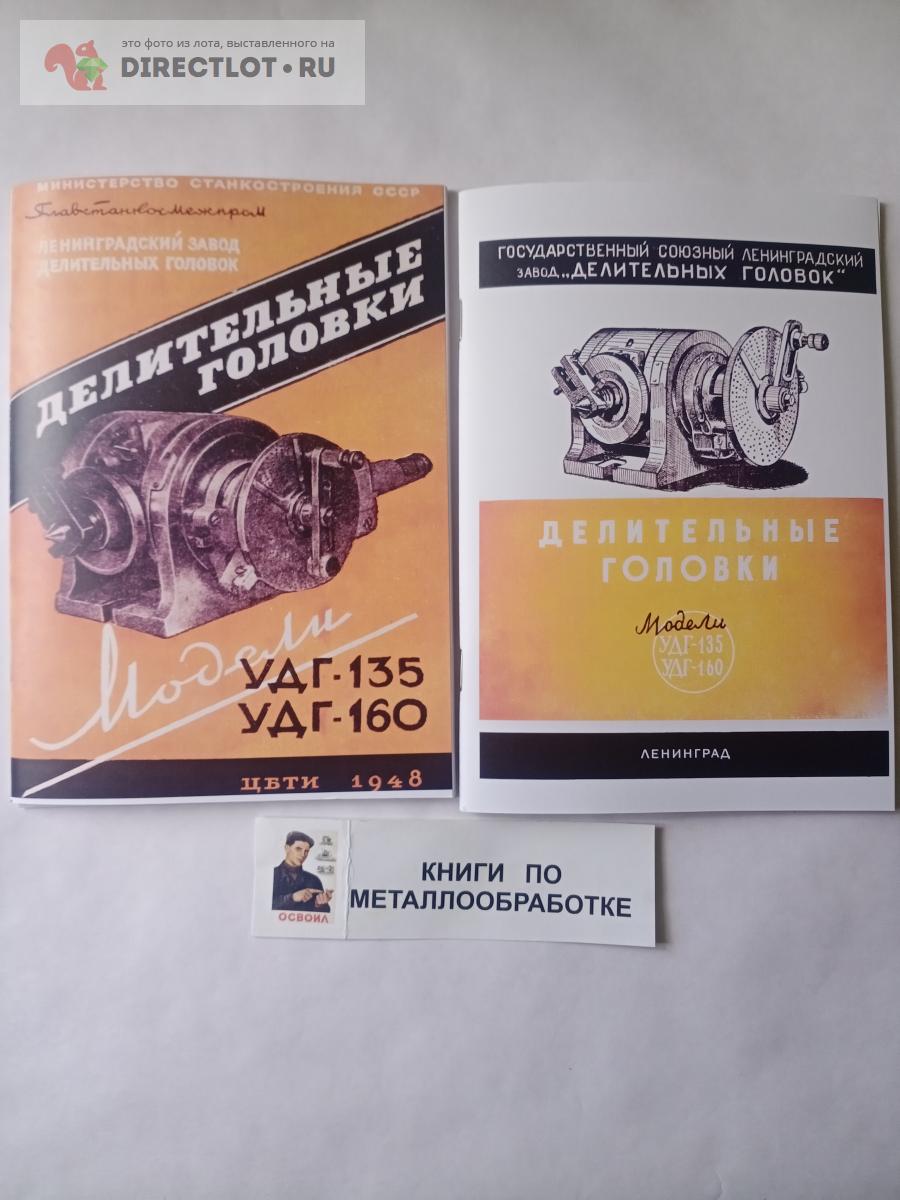 это фото из лота, выставленного на
DIRECTLOT.RU
МИНИСТЕРСТВО СТАНКОСТРОЕНИЯ СССР
Главстанкосмежпром
ЛЕНИНГРАДСКИЙ ЗАВОД
ДЕЛИТЕЛЬНЫХ ГОЛОВОК
ДЕЛИТЕЛЬНЫЕ
ГОЛОВКИ
Модели
УДГ-135
УДГ-160
ЦБТИ 1948
ГОСУДАРСТВЕННЫЙ СОЮЗНЫЙ ЛЕНИНГРАДСКИЙ
ЗАВОД „ДЕЛИТЕЛЬНЫХ ГОЛОВОК“
ДЕЛИТЕЛЬНЫЕ
ГОЛОВКИ
Модели
УДГ-135
УДГ-160
ЛЕНИНГРАД
ОСВОИЛ
КНИГИ ПО
МЕТАЛЛООБРАБОТКЕ